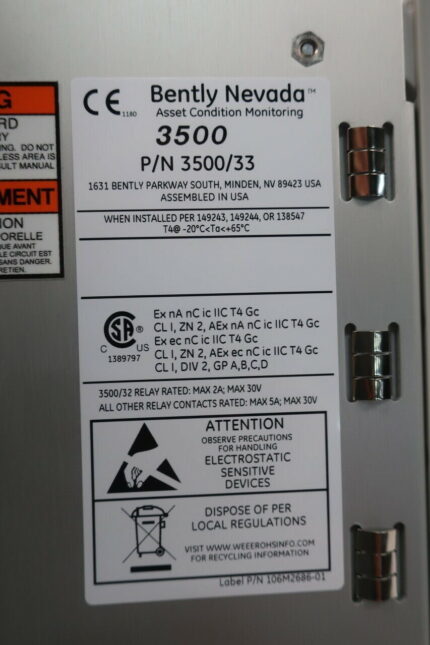 G
RD
RY
ING. DO NOT
LESS AREA IS
SULT MANUAL
EMENT
ION
PORELLE
QUE AVANT
LE CIRCUIT EST
SANS DANGER.
RETIEN.
CE 1180
Bently Nevada™
Asset Condition Monitoring
3500
P/N 3500/33
1631 BENTLY PARKWAY SOUTH, MINDEN, NV 89423 USA
ASSEMBLED IN USA
WHEN INSTALLED PER 149243, 149244, OR 138547
T4@ -20°C<Ta<+65°C
CSA ®
C US
1389797
Ex nA nC ic IIC T4 Gc
CL I, ZN 2, AEx nA nC ic IIC T4 Gc
Ex ec nC ic IIC T4 Gc
CL I, ZN 2, AEx ec nC ic IIC T4 Gc
CL I, DIV 2, GP A,B,C,D
3500/32 RELAY RATED: MAX 2A; MAX 30V
ALL OTHER RELAY CONTACTS RATED: MAX 5A; MAX 30V
ATTENTION
OBSERVE PRECAUTIONS
FOR HANDLING
ELECTROSTATIC
SENSITIVE
DEVICES
DISPOSE OF PER
LOCAL REGULATIONS
VISIT WWW.WEEEROHSINFO.COM
FOR RECYCLING INFORMATION
Label P/N 106M2686-01